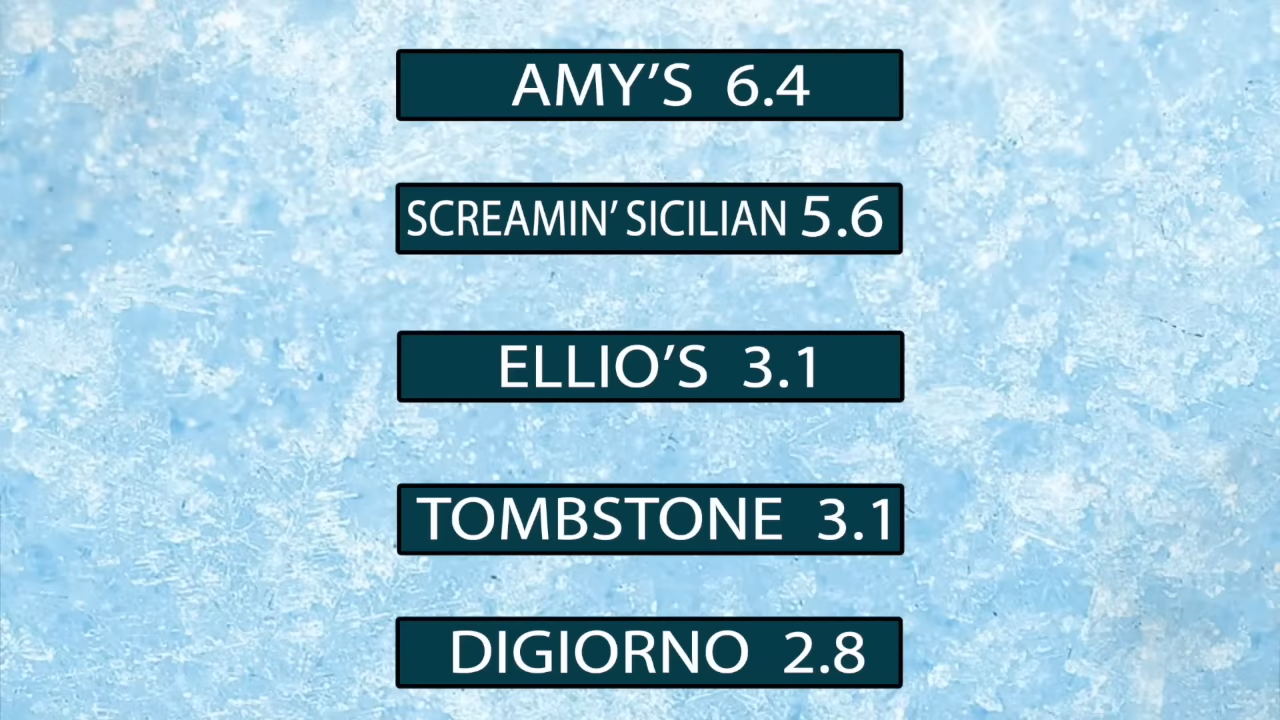 AMY'S 6.4
SCREAMIN' SICILIAN 5.6
ELLIO'S 3.1
TOMBSTONE 3.1
DIGIORNO 2.8